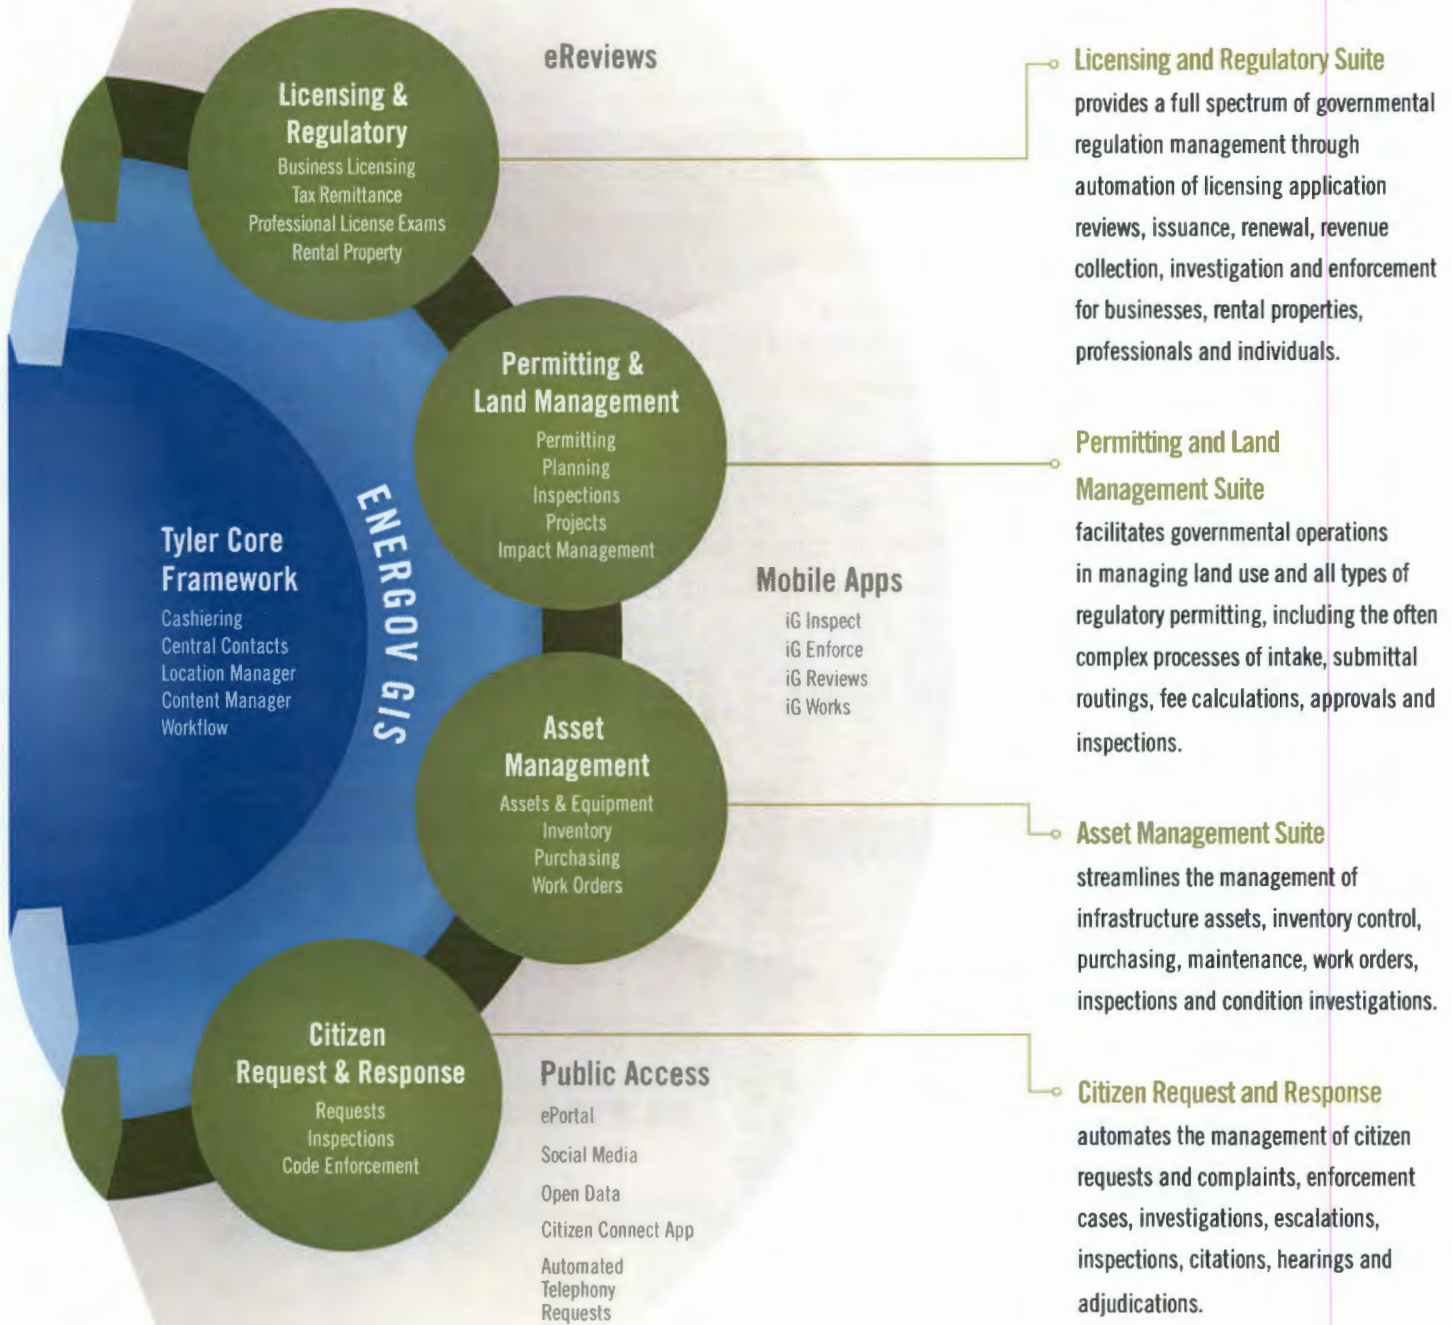 eReviews
Licensing &
Regulatory
Business Licensing
Tax Remittance
Professional License Exams
Rental Property
Permitting &
Land Management
Permitting
Planning
Inspections
Projects
Impact Management
Tyler Core
Framework
Cashiering
Central Contacts
Location Manager
Content Manager
Workflow
ENERGOV GIS
Mobile Apps
iG Inspect
iG Enforce
iG Reviews
iG Works
Asset
Management
Assets & Equipment
Inventory
Purchasing
Work Orders
Citizen
Request & Response
Requests
Inspections
Code Enforcement
Public Access
ePortal
Social Media
Open Data
Citizen Connect App
Automated
Telephony
Requests
Licensing and Regulatory Suite
provides a full spectrum of governmental
regulation management through
automation of licensing application
reviews, issuance, renewal, revenue
collection, investigation and enforcement
for businesses, rental properties,
professionals and individuals.
Permitting and Land
Management Suite
facilitates governmental operations
in managing land use and all types of
regulatory permitting, including the often
complex processes of intake, submittal
routings, fee calculations, approvals and
inspections.
Asset Management Suite
streamlines the management of
infrastructure assets, inventory control,
purchasing, maintenance, work orders,
inspections and condition investigations.
Citizen Request and Response
automates the management of citizen
requests and complaints, enforcement
cases, investigations, escalations,
inspections, citations, hearings and
adjudications.